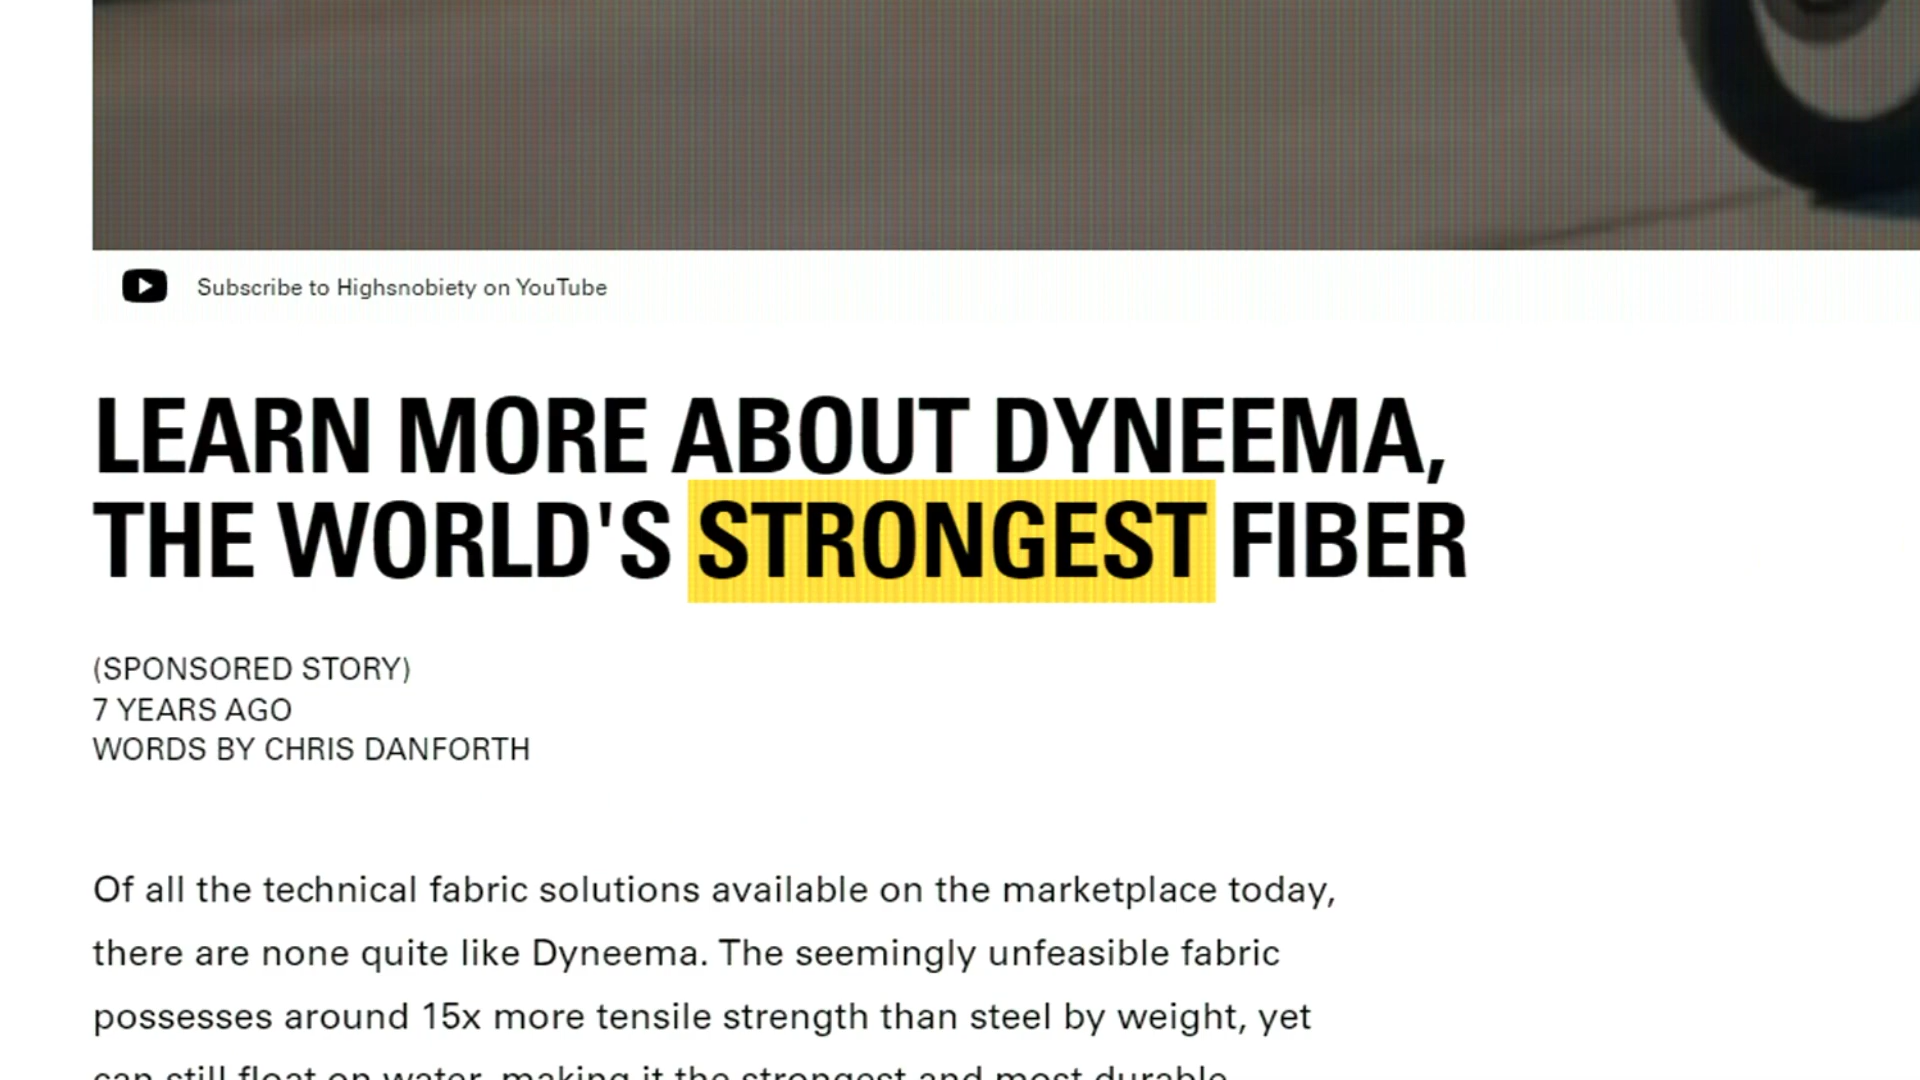 Subscribe to Highsnobiety on YouTube
LEARN MORE ABOUT DYNEEMA,
THE WORLD'S STRONGEST FIBER
(SPONSORED STORY)
7 YEARS AGO
WORDS BY CHRIS DANFORTH
Of all the technical fabric solutions available on the marketplace today,
there are none quite like Dyneema. The seemingly unfeasible fabric
possesses around 15x more tensile strength than steel by weight, yet
can still float on water, making it the strongest and most durable